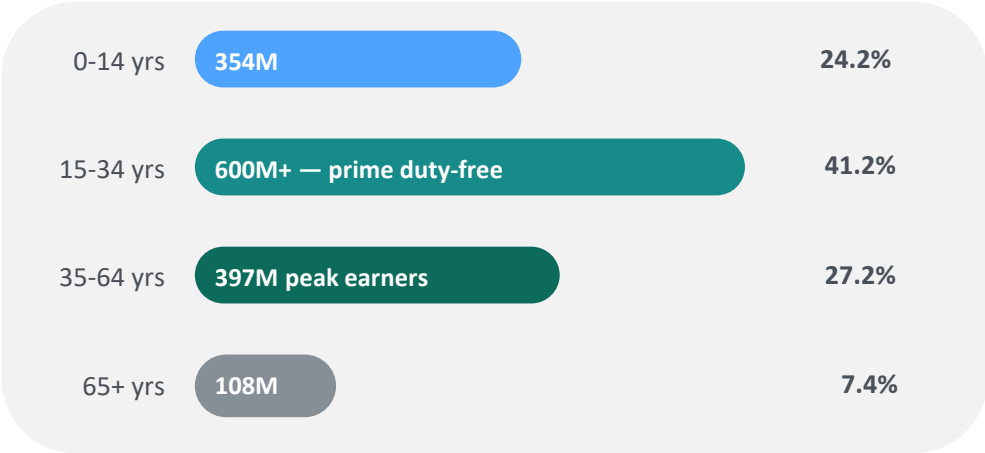 0-14 yrs 354M 24.2%
15-34 yrs 600M+ — prime duty-free 41.2%
35-64 yrs 397M peak earners 27.2%
65+ yrs 108M 7.4%